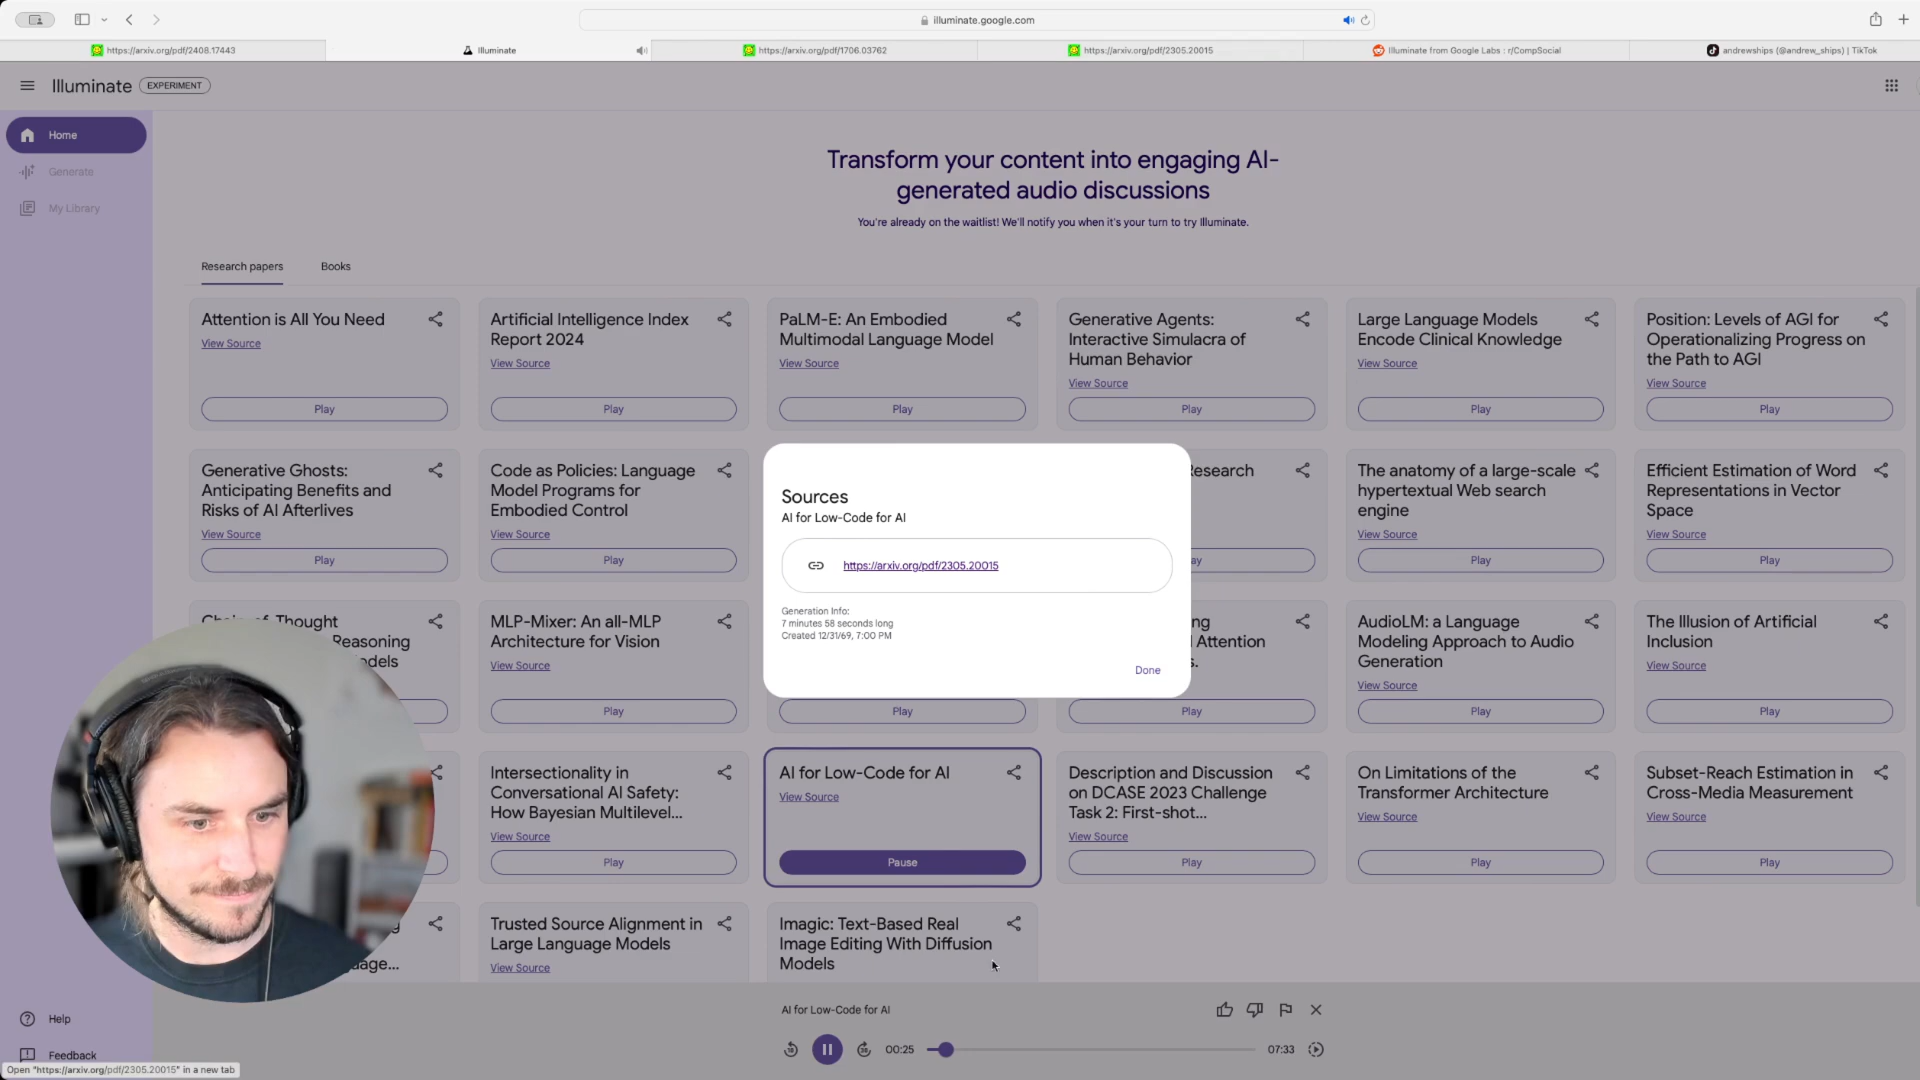 illuminate.google.com
https://arxiv.org/pdf/2408.17443
Illuminate
https://arxiv.org/pdf/1706.03762
https://arxiv.org/pdf/2305.20015
Illuminate from Google Labs : r/CompSocial
andrewships (@andrew_ships) | TikTok
Illuminate
EXPERIMENT
Home
Generate
My Library
Transform your content into engaging AI-
generated audio discussions
You're already on the waitlist! We'll notify you when it's your turn to try Illuminate.
Research papers
Books
Attention is All You Need
View Source
Play
Artificial Intelligence Index
Report 2024
View Source
Play
PaLM-E: An Embodied
Multimodal Language Model
View Source
Play
Generative Agents:
Interactive Simulacra of
Human Behavior
View Source
Play
Large Language Models
Encode Clinical Knowledge
View Source
Play
Position: Levels of AGI for
Operationalizing Progress on
the Path to AGI
View Source
Play
Generative Ghosts:
Anticipating Benefits and
Risks of AI Afterlives
View Source
Play
Code as Policies: Language
Model Programs for
Embodied Control
View Source
Play
Research
The anatomy of a large-scale
hypertextual Web search
engine
View Source
Play
Efficient Estimation of Word
Representations in Vector
Space
View Source
Play
Sources
AI for Low-Code for AI
https://arxiv.org/pdf/2305.20015
Generation Info:
7 minutes 58 seconds long
Created 12/31/69, 7:00 PM
Done
Thought
Reasoning
MLP-Mixer: An all-MLP
Architecture for Vision
View Source
Play
Play
Attention
Play
AudioLM: a Language
Modeling Approach to Audio
Generation
View Source
Play
The Illusion of Artificial
Inclusion
View Source
Play
Intersectionality in
Conversational AI Safety:
How Bayesian Multilevel...
View Source
Play
AI for Low-Code for AI
View Source
Pause
Description and Discussion
on DCASE 2023 Challenge
Task 2: First-shot...
View Source
Play
On Limitations of the
Transformer Architecture
View Source
Play
Subset-Reach Estimation in
Cross-Media Measurement
View Source
Play
Trusted Source Alignment in
Large Language Models
View Source
Imagic: Text-Based Real
Image Editing With Diffusion
Models
Help
Feedback
AI for Low-Code for AI
00:25
07:33
Open "https://arxiv.org/pdf/2305.20015" in a new tab